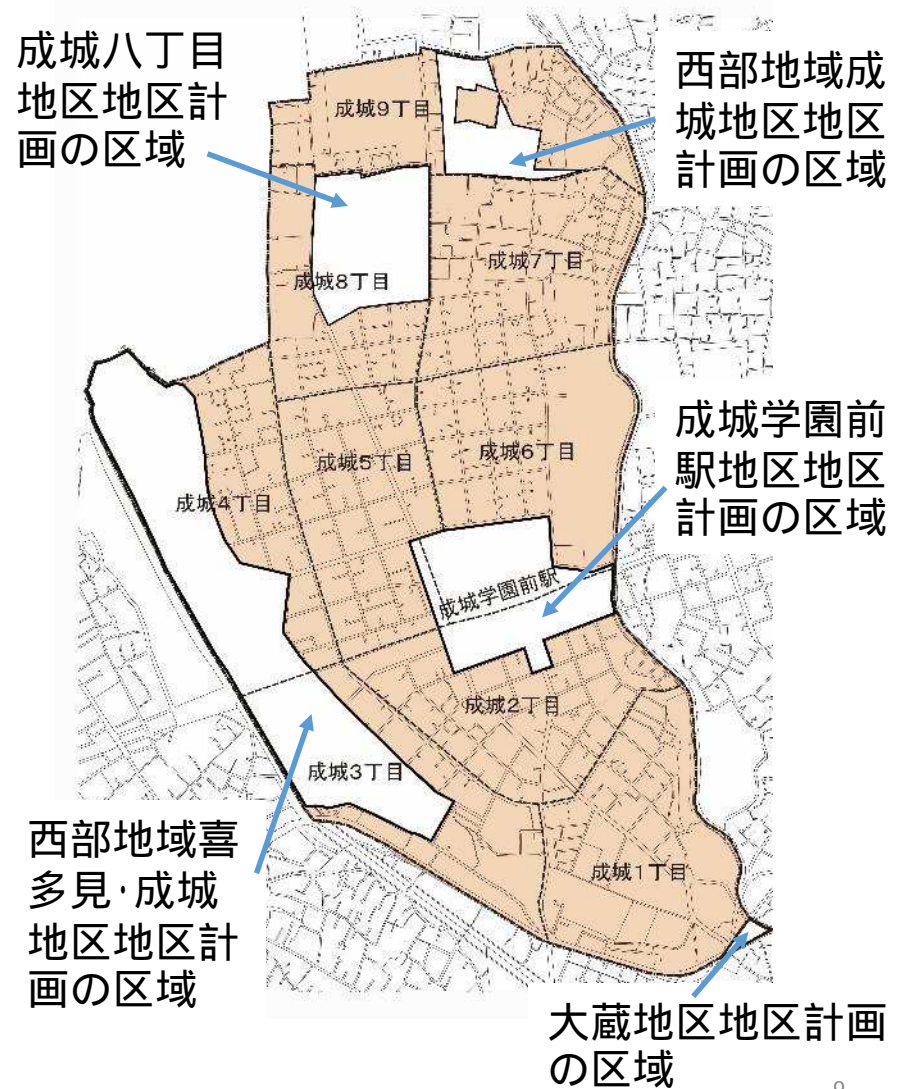 成城八丁目
地区地区計
画の区域
西部地域成
城地区地区
計画の区域
成城9丁目
成城7丁目
成城8丁目
成城学園前
駅地区地区
計画の区域
成城6丁目
成城5丁目
成城4丁目
成城学園前駅
成城2丁目
成城3丁目
西部地域喜
多見・成城
地区地区計
画の区域
成城1丁目
大蔵地区地区計画
の区域